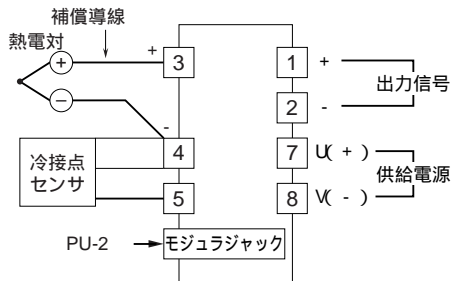 補償導線
熱電対
+
+
3
-
-
4
冷接点
センサ
5
PU-2
モジュラジャック
1
+
2
-
出力信号
7
U( + )
8
V( - )
供給電源